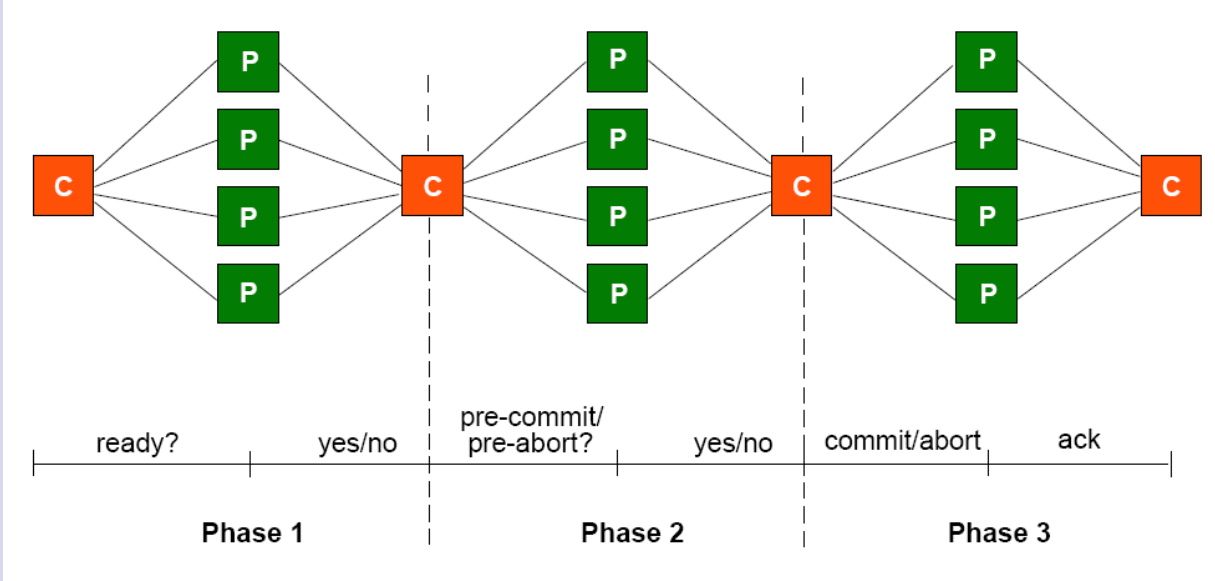 P P P
P P P
C C C C
P P P
P P P
pre-commit/
ready? yes/no pre-abort? yes/no commit/abort ack
Phase 1 Phase 2 Phase 3